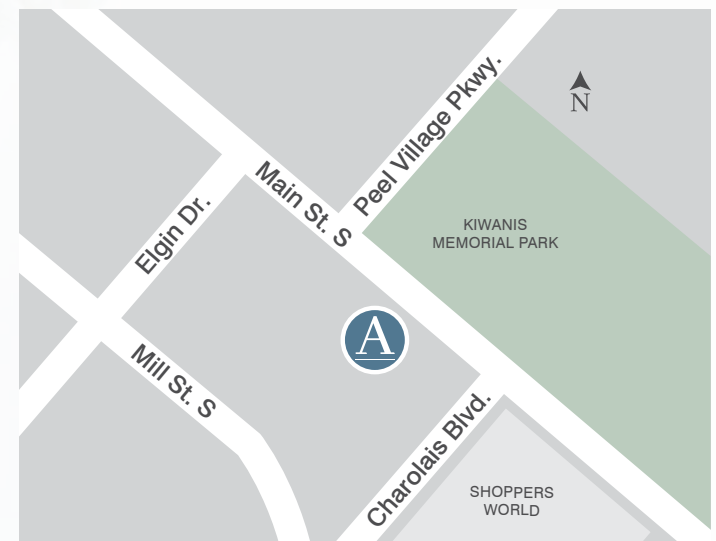 Peel Village Pkwy.
N
Main St. S
Elgin Dr.
KIWANIS
MEMORIAL PARK
A
Mill St. S
Charolais Blvd.
SHOPPERS
WORLD